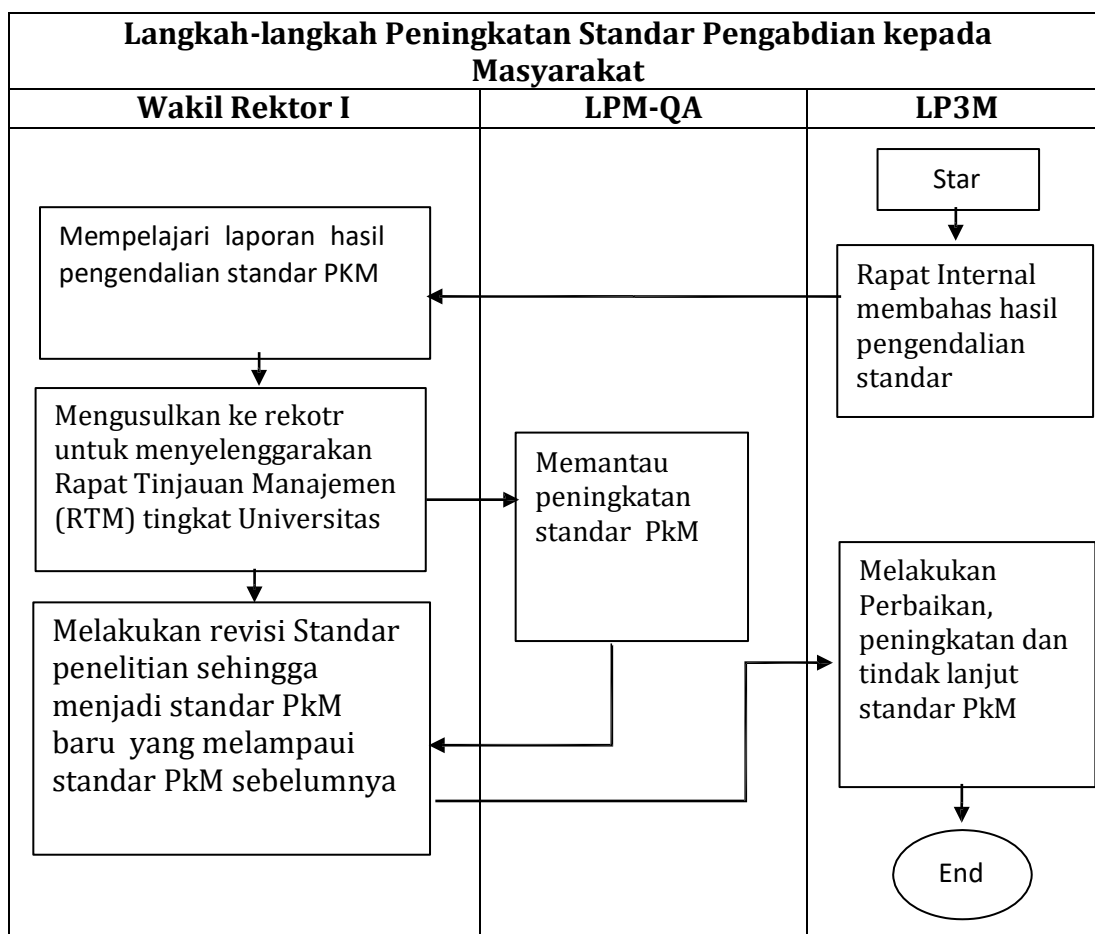 Langkah-langkah Peningkatan Standar Pengabdian kepada
Masyarakat
Wakil Rektor I
LPM-QA
LP3M
Star
Rapat Internal
membahas hasil
pengendalian
standar
Mempelajari laporan hasil
pengendalian standar PKM
Mengusulkan ke rekotr
untuk menyelenggarakan
Rapat Tinjauan Manajemen
(RTM) tingkat Universitas
Memantau
peningkatan
standar PkM
Melakukan revisi Standar
penelitian sehingga
menjadi standar PkM
baru yang melampaui
standar PkM sebelumnya
Melakukan
Perbaikan,
peningkatan dan
tindak lanjut
standar PkM
End